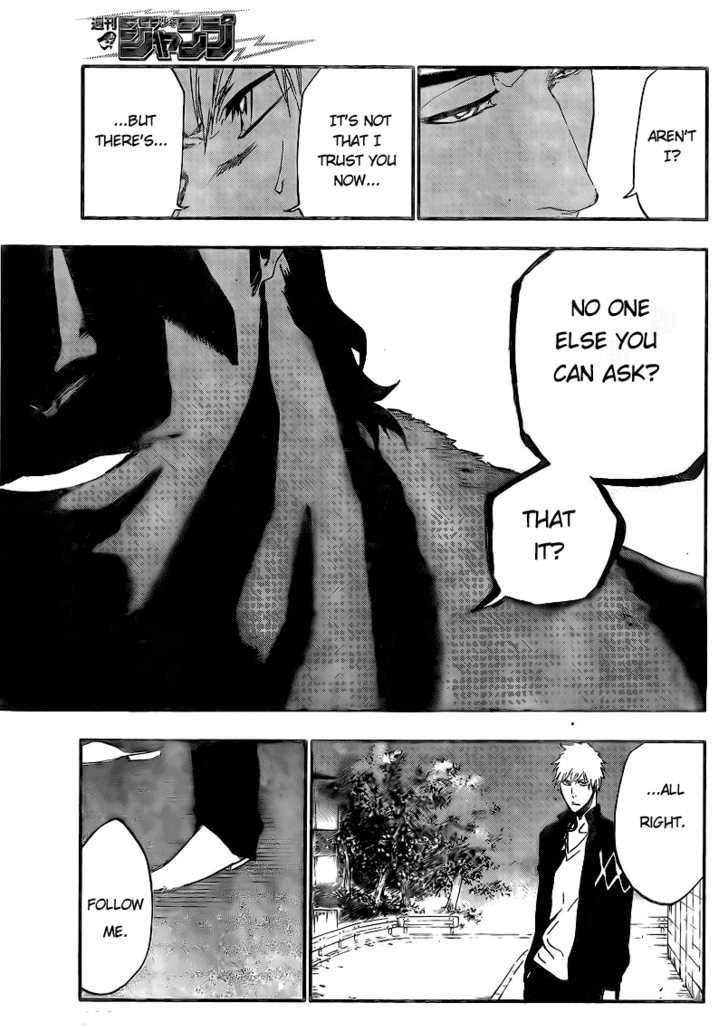 週刊
少年
ジャンプ
AREN'T
I?
IT'S NOT
THAT I
TRUST YOU
NOW...
...BUT
THERE'S...
NO ONE
ELSE YOU
CAN ASK?
THAT
IT?
...ALL
RIGHT.
FOLLOW
ME.